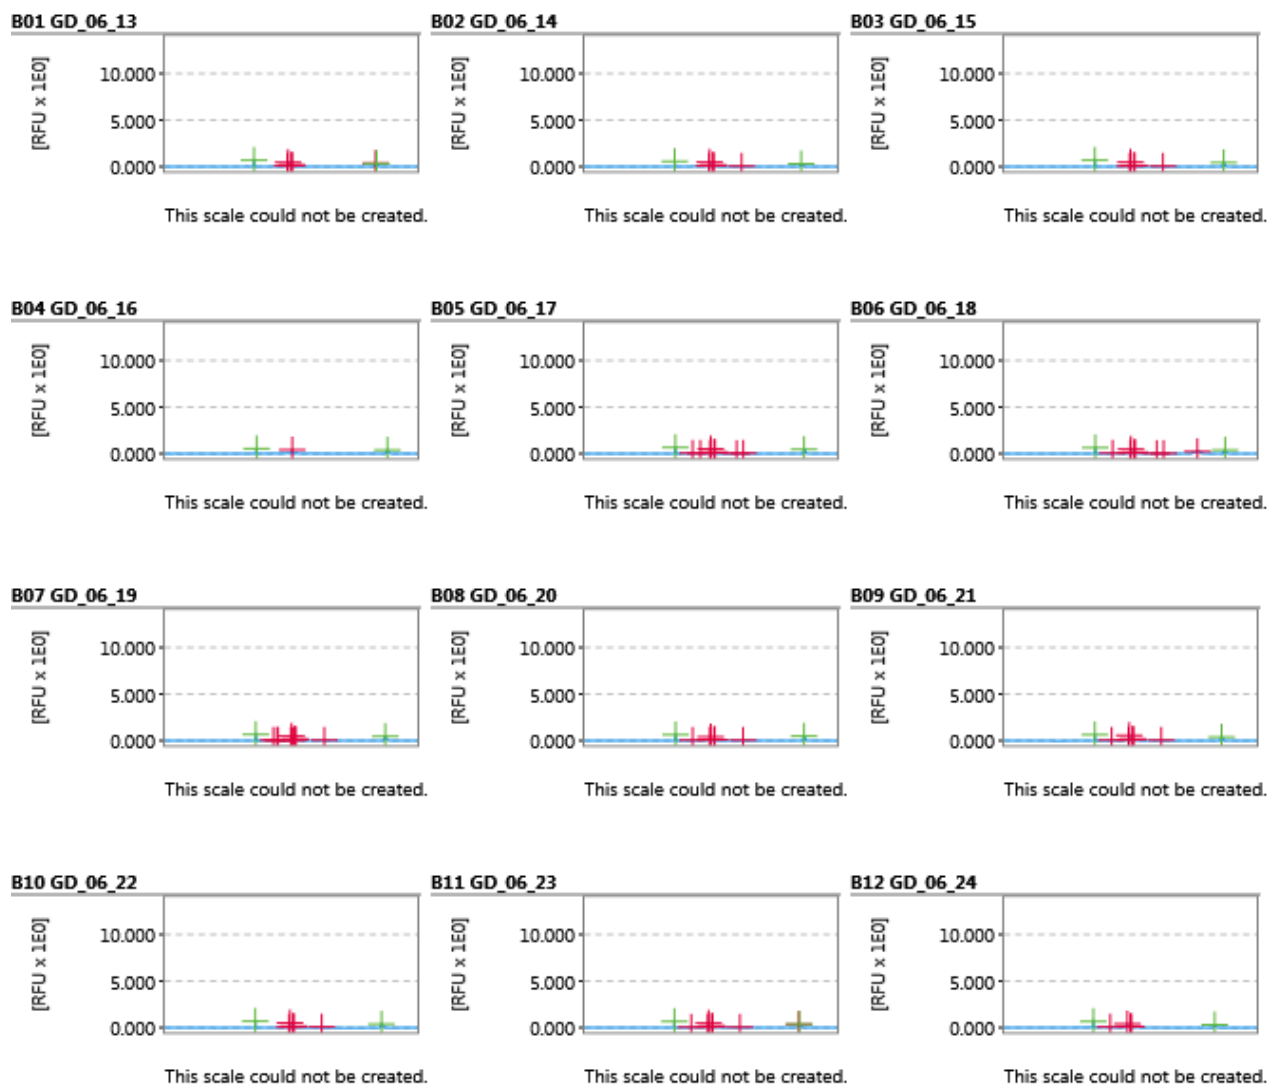 B01 GD_06_13 B02 GD_06_14 B03 GD_06_15
[RFU x 1E0] 10.000 5.000 0.000 [RFU x 1E0] 10.000 5.000 0.000 [RFU x 1E0] 10.000 5.000 0.000
This scale could not be created. This scale could not be created. This scale could not be created.
B04 GD_06_16 B05 GD_06_17 B06 GD_06_18
[RFU x 1E0] 10.000 5.000 0.000 [RFU x 1E0] 10.000 5.000 0.000 [RFU x 1E0] 10.000 5.000 0.000
This scale could not be created. This scale could not be created. This scale could not be created.
B07 GD_06_19 B08 GD_06_20 B09 GD_06_21
[RFU x 1E0] 10.000 5.000 0.000 [RFU x 1E0] 10.000 5.000 0.000 [RFU x 1E0] 10.000 5.000 0.000
This scale could not be created. This scale could not be created. This scale could not be created.
B10 GD_06_22 B11 GD_06_23 B12 GD_06_24
[RFU x 1E0] 10.000 5.000 0.000 [RFU x 1E0] 10.000 5.000 0.000 [RFU x 1E0] 10.000 5.000 0.000
This scale could not be created. This scale could not be created. This scale could not be created.